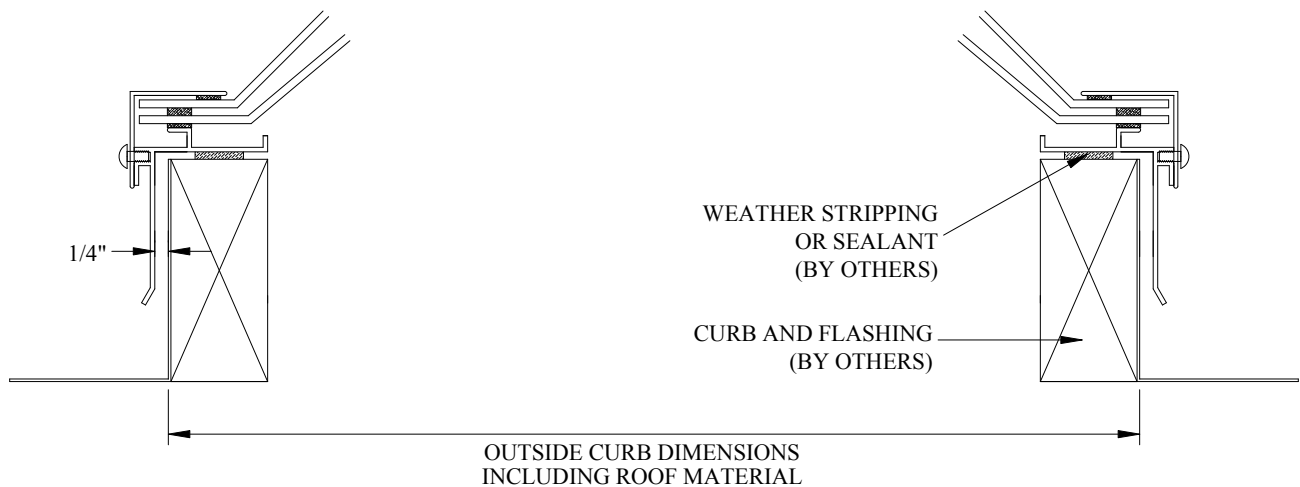 WEATHER STRIPPING
OR SEALANT
(BY OTHERS)
1/4"
CURB AND FLASHING
(BY OTHERS)
OUTSIDE CURB DIMENSIONS
INCLUDING ROOF MATERIAL